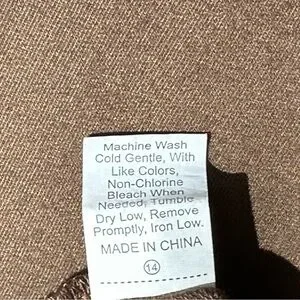 Machine Wash
Cold Gentle, With
Like Colors,
Non-Chlorine
Bleach When
Needed, Tumble
Dry Low, Remove
Promptly, Iron Low.
MADE IN CHINA
14